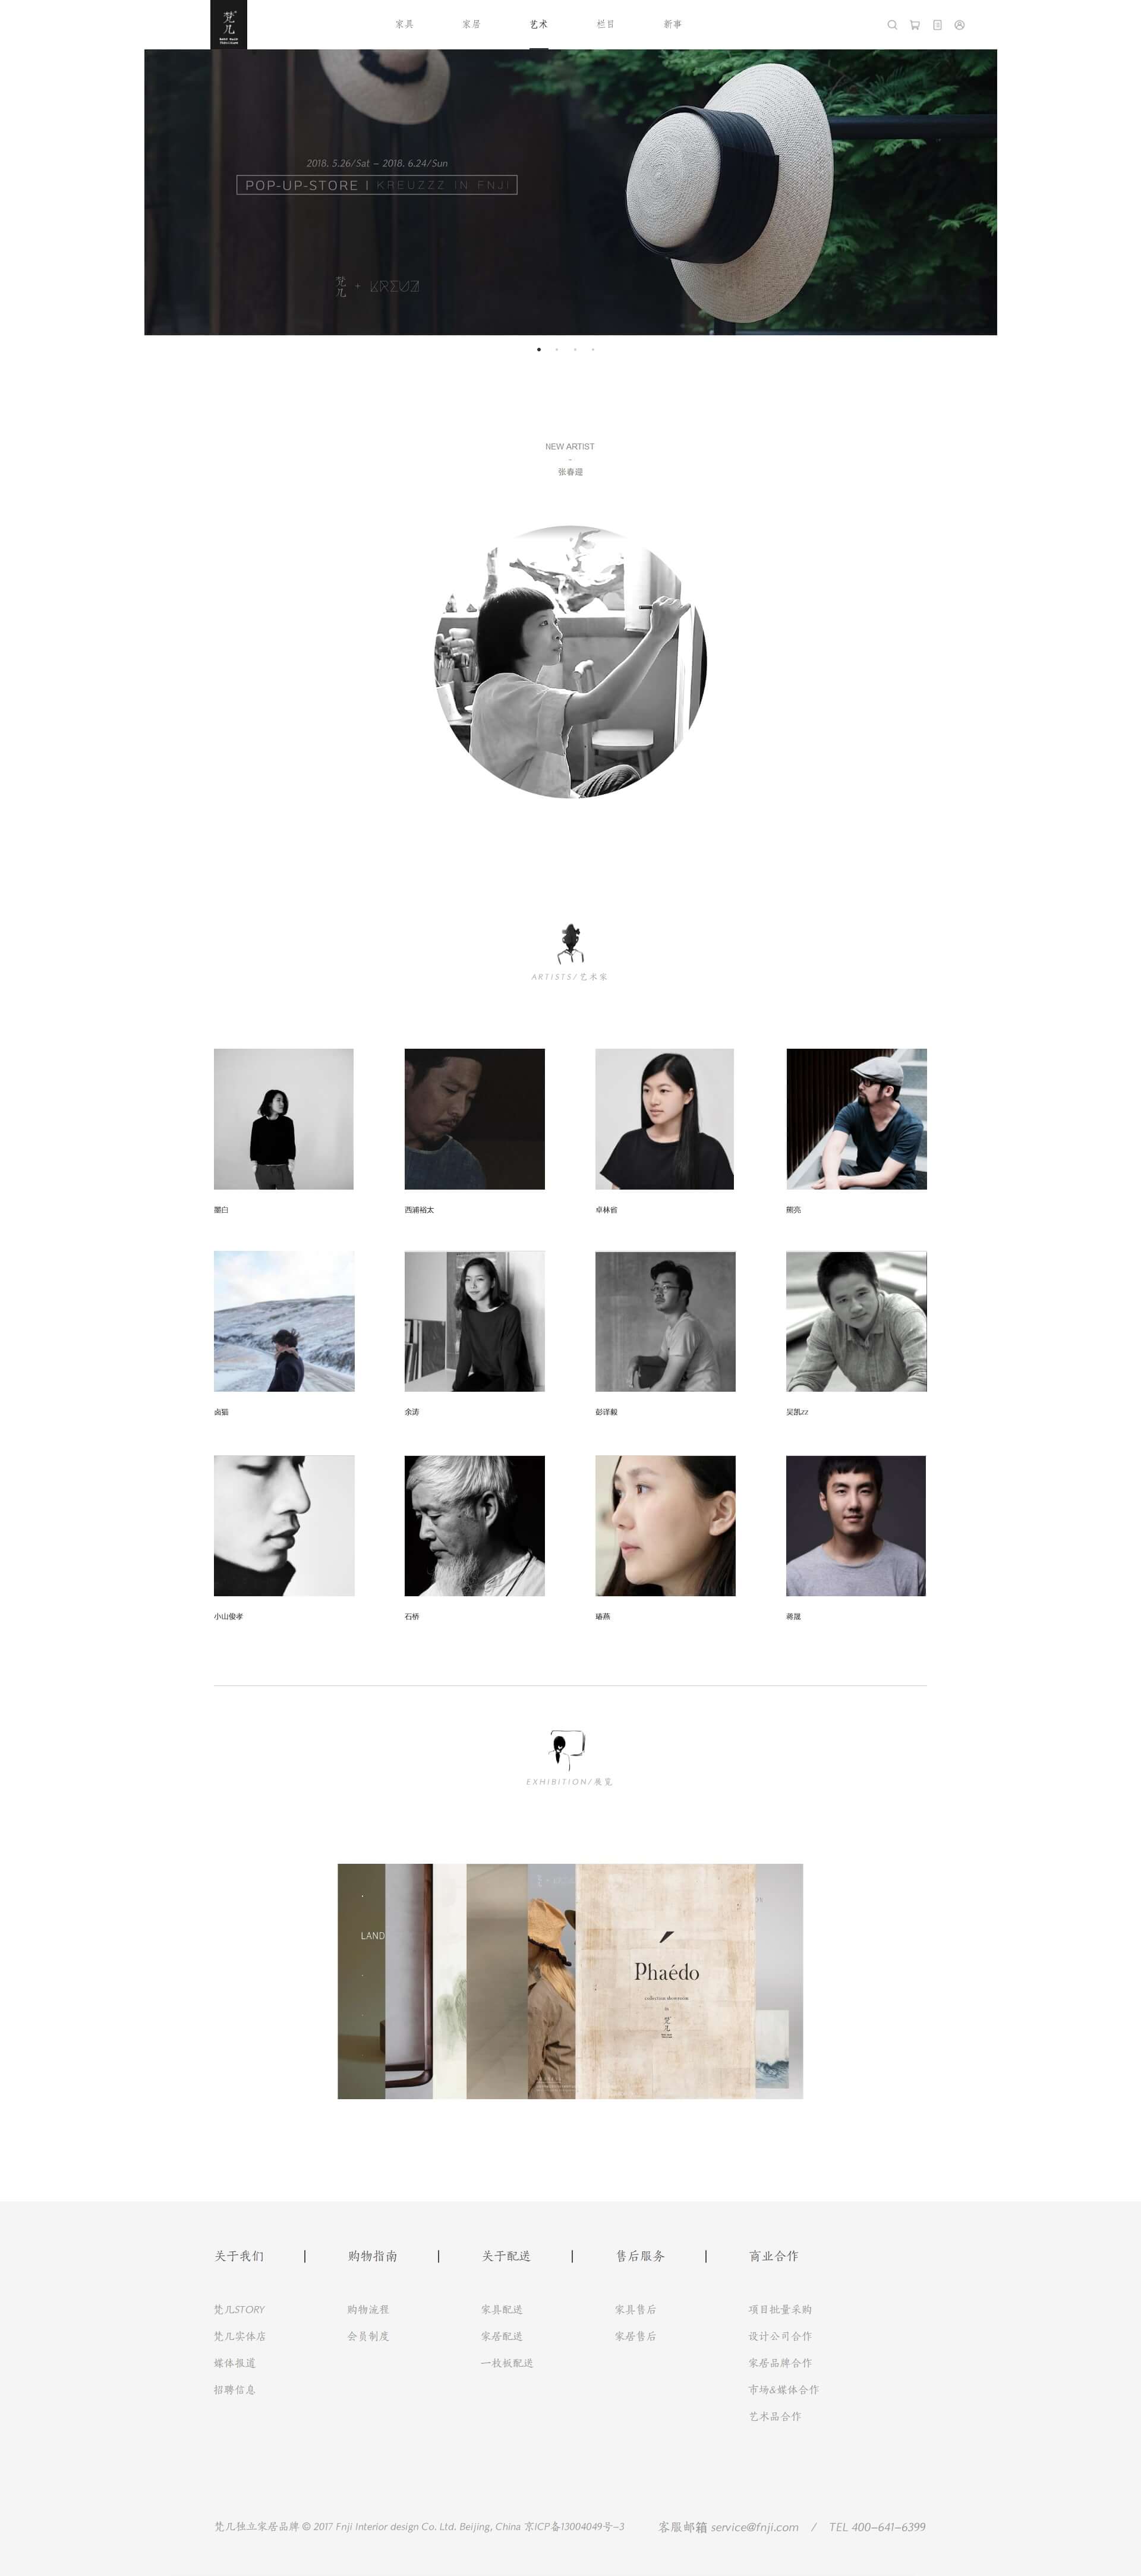 梵几
家具 家居 艺术 栏目 新事
2018. 5.26/Sat – 2018. 6.24/Sun
POP-UP-STORE | KREUZZZ IN FNJI
梵几 + KREUZ
NEW ARTIST
-
张春迎
ARTISTS/艺术家
墨白 西浦裕太 卓林省 熊亮
卤猫 余涛 彭译毅 吴凯zz
小山俊孝 石桥 瑃燕 蒋晟
EXHIBITION/展览
LAND
Phaédo
collection showroom
by
梵几
关于我们 | 购物指南 | 关于配送 | 售后服务 | 商业合作
梵几STORY 购物流程 家具配送 家具售后 项目批量采购
梵几实体店 会员制度 家居配送 家居售后 设计公司合作
媒体报道 一枝板配送 家居品牌合作
招聘信息 市场&媒体合作
艺术品合作
梵几独立家居品牌 © 2017 Fnji Interior design Co. Ltd. Beijing, China 京ICP备13004049号-3 客服邮箱 service@fnji.com / TEL 400-641-6399